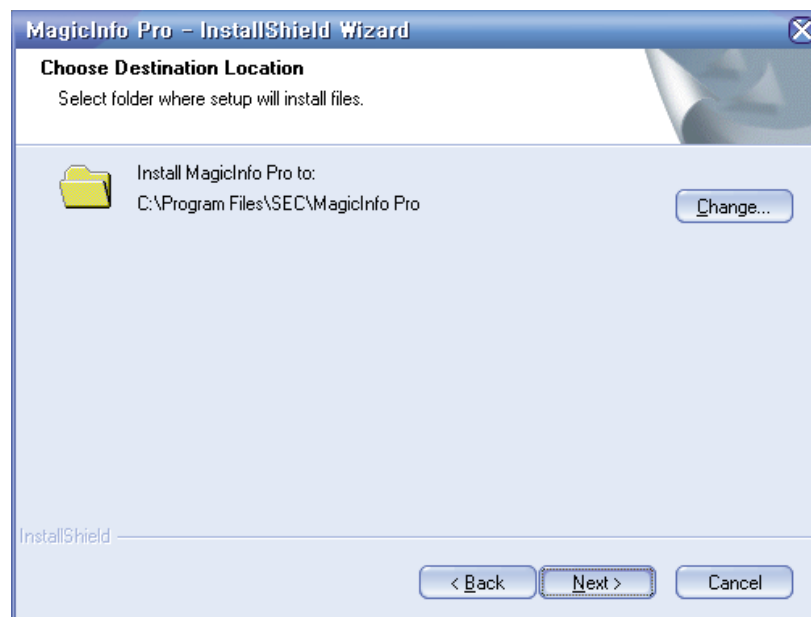 MagicInfo Pro - InstallShield Wizard
Choose Destination Location
Select folder where setup will install files.
Install MagicInfo Pro to:
C:\Program Files\SEC\MagicInfo Pro
Change...
InstallShield
< Back
Next >
Cancel